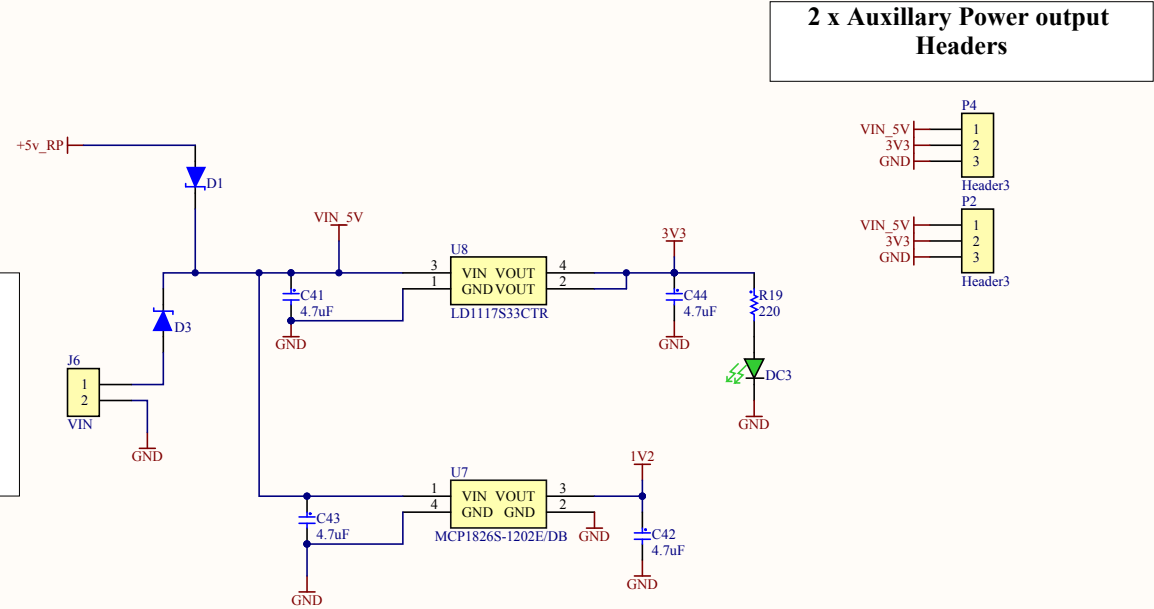 2 x Auxillary Power output
Headers
P4
VIN_5V
3V3
GND
1
2
3
Header3
P2
VIN_5V
3V3
GND
1
2
3
Header3
+5v_RP
D1
VIN_5V
U8
3
1
VIN VOUT
GND VOUT
4
2
LD1117S33CTR
3V3
C41
4.7uF
GND
C44
4.7uF
GND
R19
220
DC3
GND
D3
J6
1
2
VIN
GND
U7
1
4
VIN VOUT
GND GND
3
2
MCP1826S-1202E/DB
GND
1V2
C43
4.7uF
GND
C42
4.7uF
GND